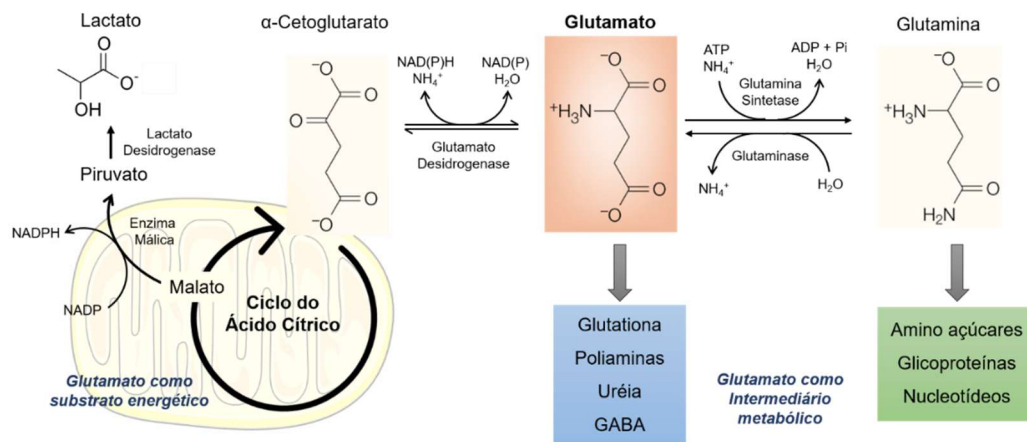 Lactato
α-Cetoglutarato
Glutamato
Glutamina
O
O⁻
OH
Lactato
Desidrogenase
Piruvato
NADPH
Enzima
Málica
NADP
Malato
Ciclo do
Ácido Cítrico
Glutamato como
substrato energético
⁻O
O
O
O
⁻O
NAD(P)H
NH₄⁺
NAD(P)
H₂O
Glutamato
Desidrogenase
O⁻
O
⁺H₃N
O
⁻O
ATP
NH₄⁺
ADP + Pi
H₂O
Glutamina
Sintetase
Glutaminase
NH₄⁺
H₂O
O⁻
O
⁺H₃N
O
H₂N
Glutationa
Poliaminas
Uréia
GABA
Glutamato como
Intermediário
metabólico
Amino açúcares
Glicoproteínas
Nucleotídeos